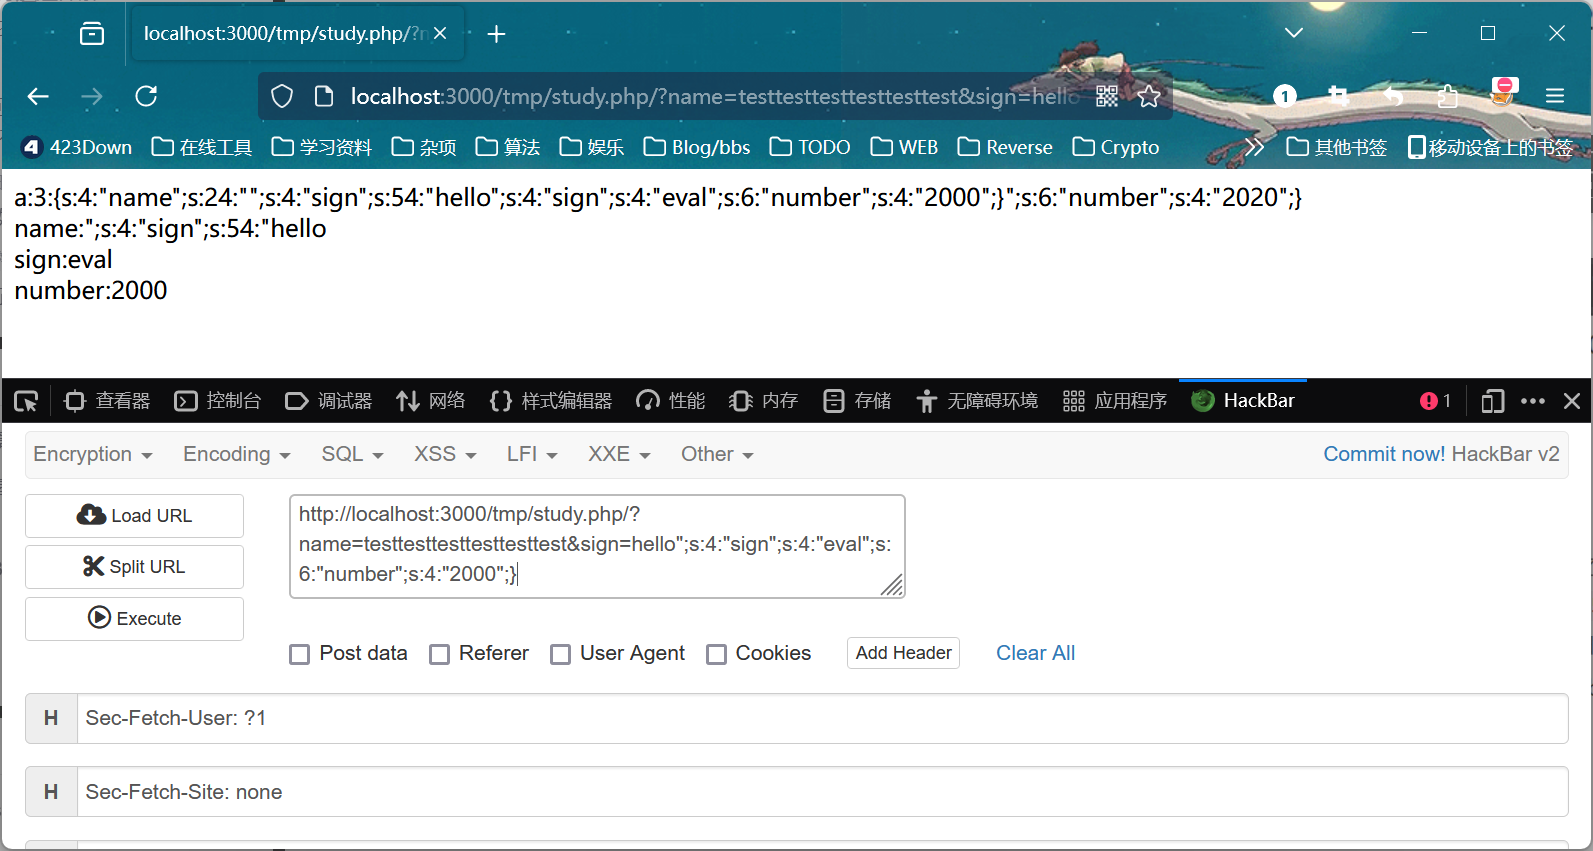 localhost:3000/tmp/study.php/?n
localhost:3000/tmp/study.php/?name=testtesttesttesttesttest&sign=hello
1
423Down 在线工具 学习资料 杂项 算法 娱乐 Blog/bbs TODO WEB Reverse Crypto 其他书签 移动设备上的书签
a:3:{s:4:"name";s:24:"";s:4:"sign";s:54:"hello";s:4:"sign";s:4:"eval";s:6:"number";s:4:"2000";}";s:6:"number";s:4:"2020";}
name:";s:4:"sign";s:54:"hello
sign:eval
number:2000
查看器 控制台 调试器 网络 样式编辑器 性能 内存 存储 无障碍环境 应用程序 HackBar 1
Encryption Encoding SQL XSS LFI XXE Other Commit now! HackBar v2
Load URL
Split URL
Execute
http://localhost:3000/tmp/study.php/?
name=testtesttesttesttesttest&sign=hello";s:4:"sign";s:4:"eval";s:
6:"number";s:4:"2000";}
Post data Referer User Agent Cookies Add Header Clear All
H Sec-Fetch-User: ?1
H Sec-Fetch-Site: none